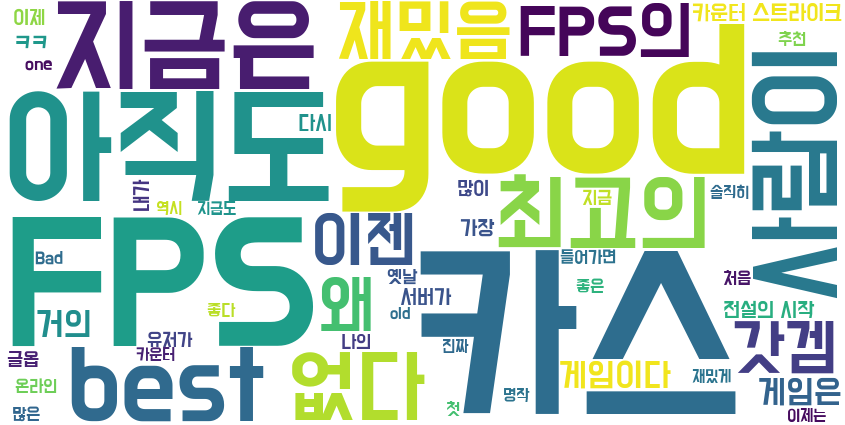 이제
ㅋㅋ
one
지금은
재밌음
FPS의
카운터 스트라이크
추천
아직도
다시
good
이런
내가
역시
지금도
많이
가장
최고의
지금
솔직히
FPS
Bad
이젠
옛날
서버가
들어가면
좋은
처음
전설의 시작
거의
좋다
왜
old
카스
유저가
카운터
나의
진짜
갓겜
글옵
best
없다
게임이다
재밌게
온라인
게임은
많은
첫
명작
이제는